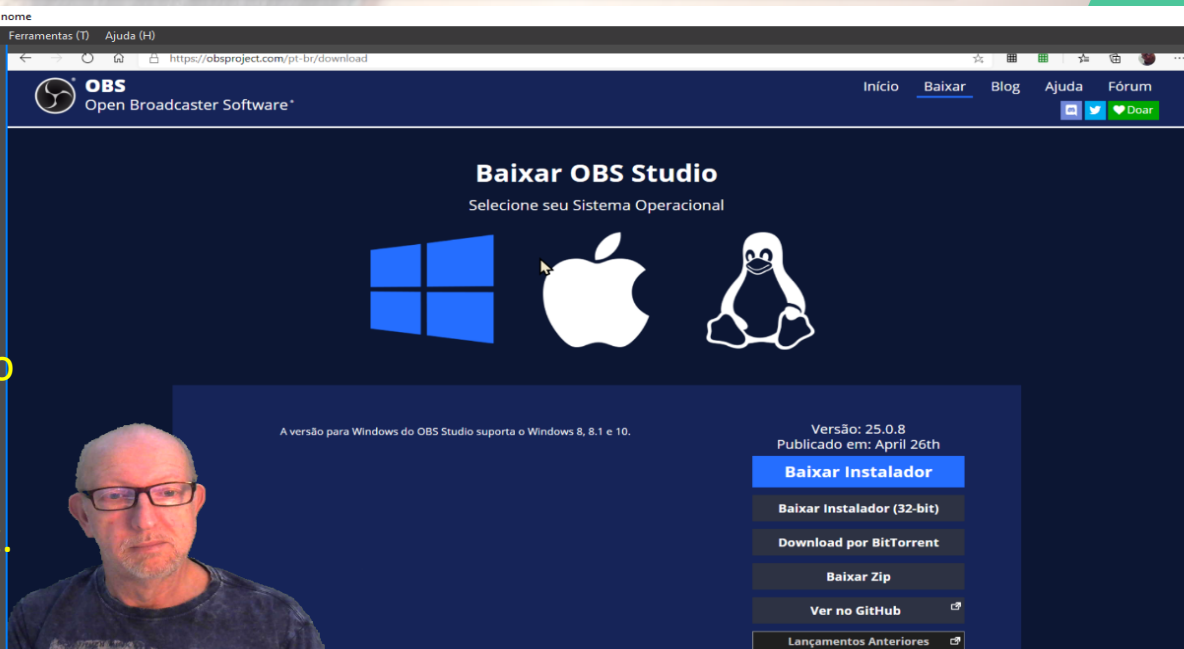 nome
Ferramentas (T) Ajuda (H)
https://obsproject.com/pt-br/download
OBS
Open Broadcaster Software
Início Baixar Blog Ajuda Fórum
Doar
Baixar OBS Studio
Selecione seu Sistema Operacional
A versão para Windows do OBS Studio suporta o Windows 8, 8.1 e 10.
Versão: 25.0.8
Publicado em: April 26th
Baixar Instalador
Baixar Instalador (32-bit)
Download por BitTorrent
Baixar Zip
Ver no GitHub
Lançamentos Anteriores